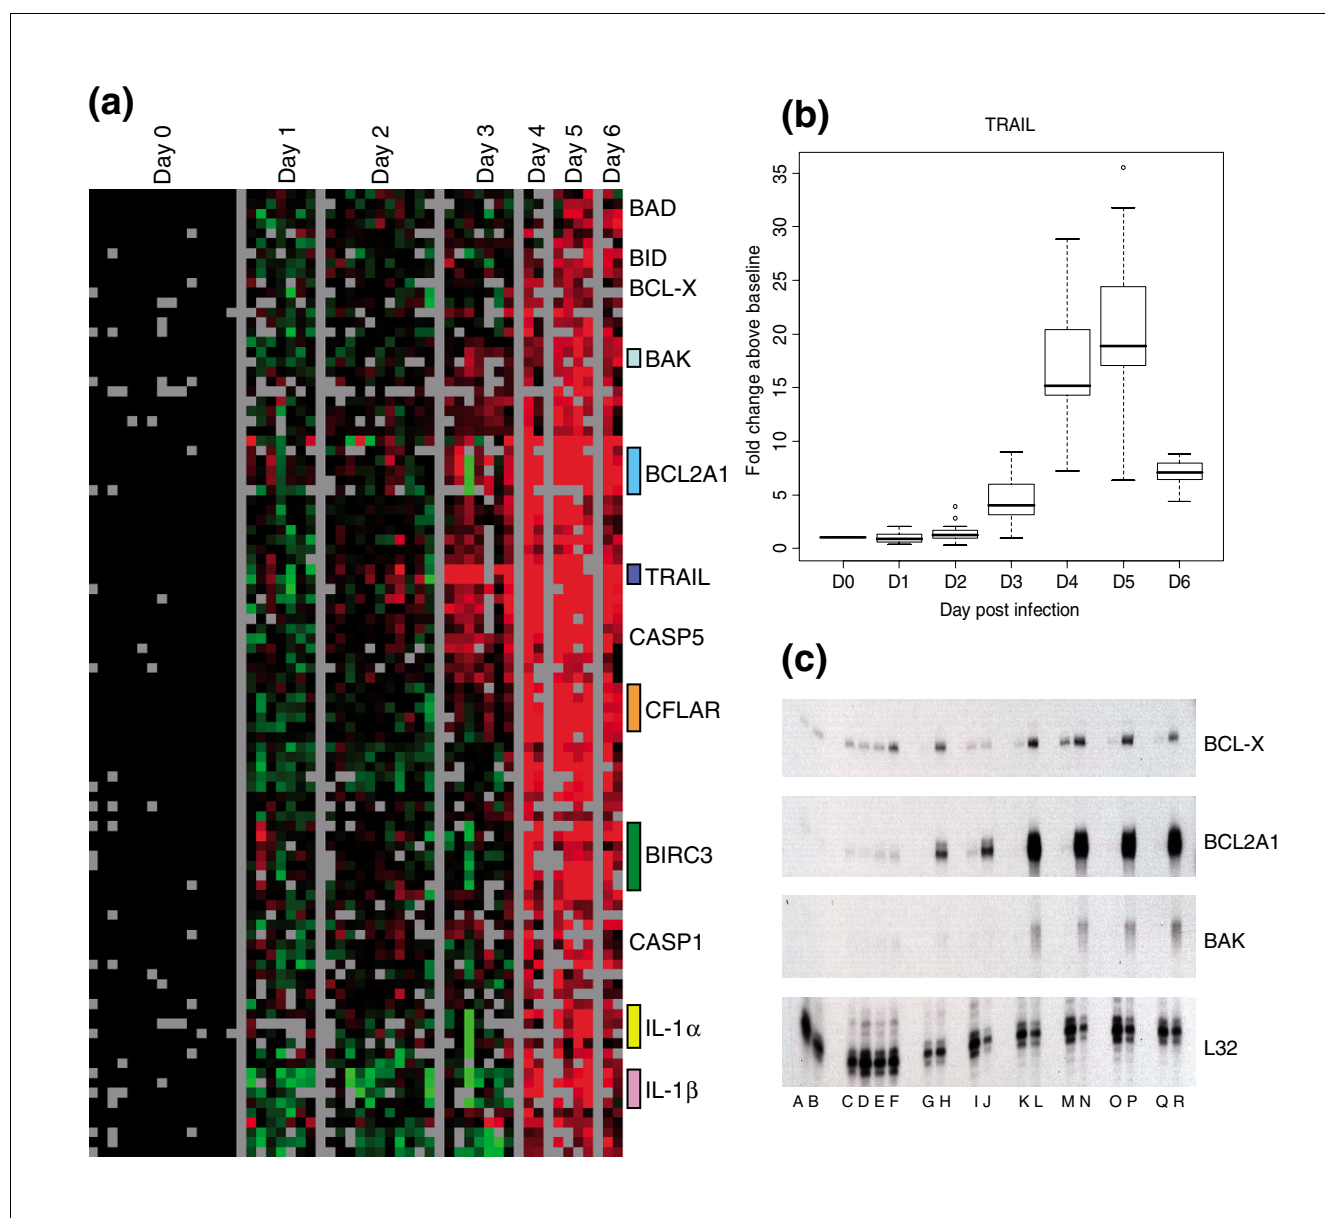 (a)
Day 0
Day 1
Day 2
Day 3
Day 4
Day 5
Day 6
BAD
BID
BCL-X
BAK
BCL2A1
TRAIL
CASP5
CFLAR
BIRC3
CASP1
IL-1α
IL-1β
(b)
TRAIL
Fold change above baseline
35
30
25
20
15
10
5
0
D0 D1 D2 D3 D4 D5 D6
Day post infection
(c)
BCL-X
BCL2A1
BAK
L32
A B C D E F G H I J K L M N O P Q R